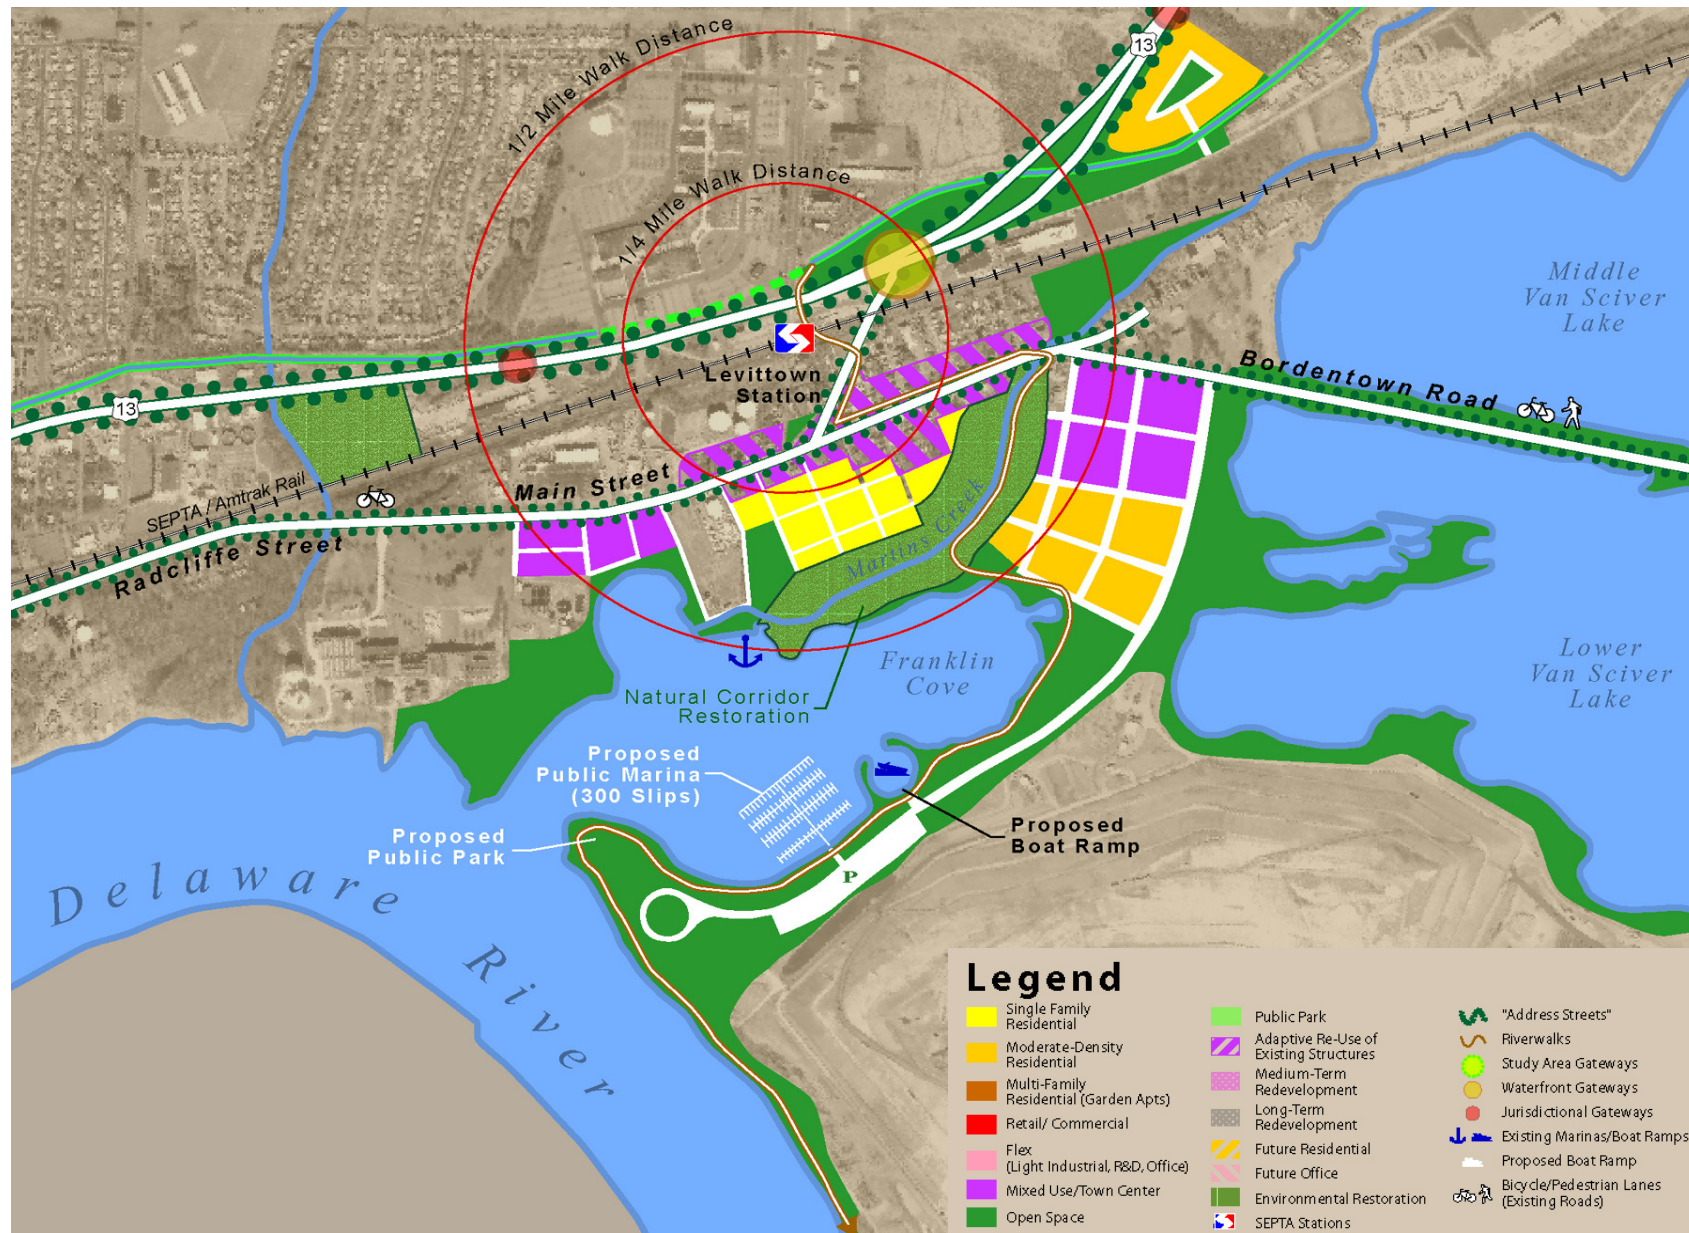 1/2 Mile Walk Distance
1/4 Mile Walk Distance
13
Middle
Van Sciver
Lake
Levittown
Station
Bordentown Road
13
SEPTA / Amtrak Rail
Main Street
Radcliffe Street
Martins Creek
Franklin
Cove
Lower
Van Sciver
Lake
Natural Corridor
Restoration
Proposed
Public Marina
(300 Slips)
Proposed
Public Park
Proposed
Boat Ramp
P
Delaware River
Legend
Single Family
Residential
Moderate-Density
Residential
Multi-Family
Residential (Garden Apts)
Retail/ Commercial
Flex
(Light Industrial, R&D, Office)
Mixed Use/Town Center
Open Space
Public Park
Adaptive Re-Use of
Existing Structures
Medium-Term
Redevelopment
Long-Term
Redevelopment
Future Residential
Future Office
Environmental Restoration
SEPTA Stations
"Address Streets"
Riverwalks
Study Area Gateways
Waterfront Gateways
Jurisdictional Gateways
Existing Marinas/Boat Ramps
Proposed Boat Ramp
Bicycle/Pedestrian Lanes
(Existing Roads)